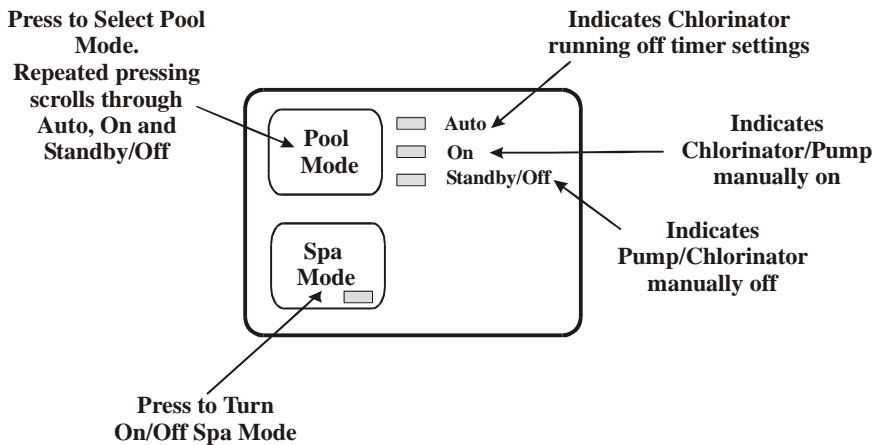 Press to Select Pool
Mode.
Repeated pressing
scrolls through
Auto, On and
Standby/Off
Indicates Chlorinator
running off timer settings
Pool
Mode
Auto
On
Standby/Off
Indicates
Chlorinator/Pump
manually on
Indicates
Pump/Chlorinator
manually off
Spa
Mode
Press to Turn
On/Off Spa Mode